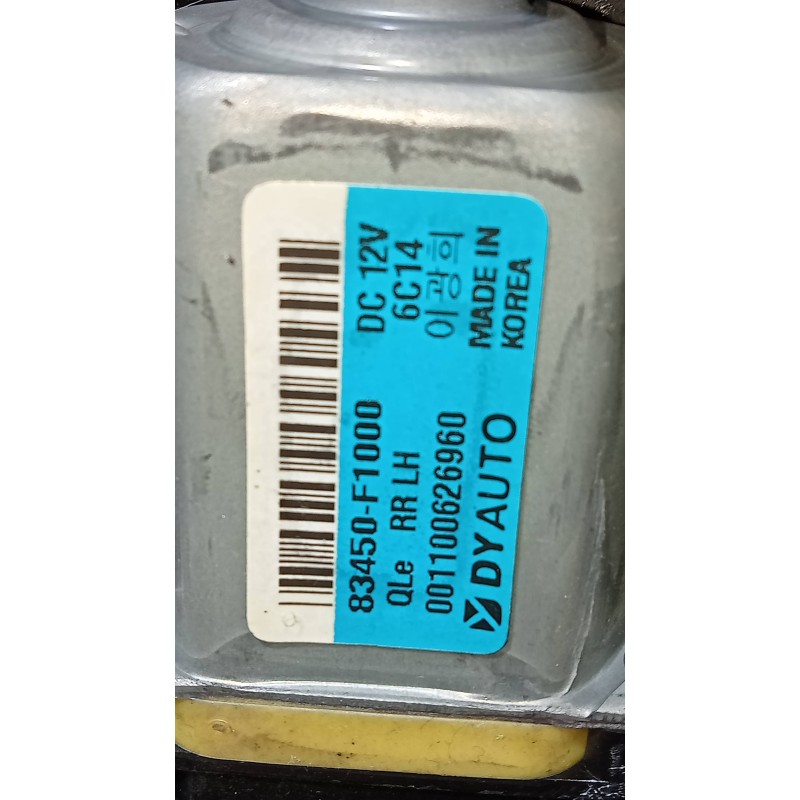 83450-F1000 DC 12V
QLe RR LH 6C14
001100626960 이광희
DYAUTO MADE IN
KOREA